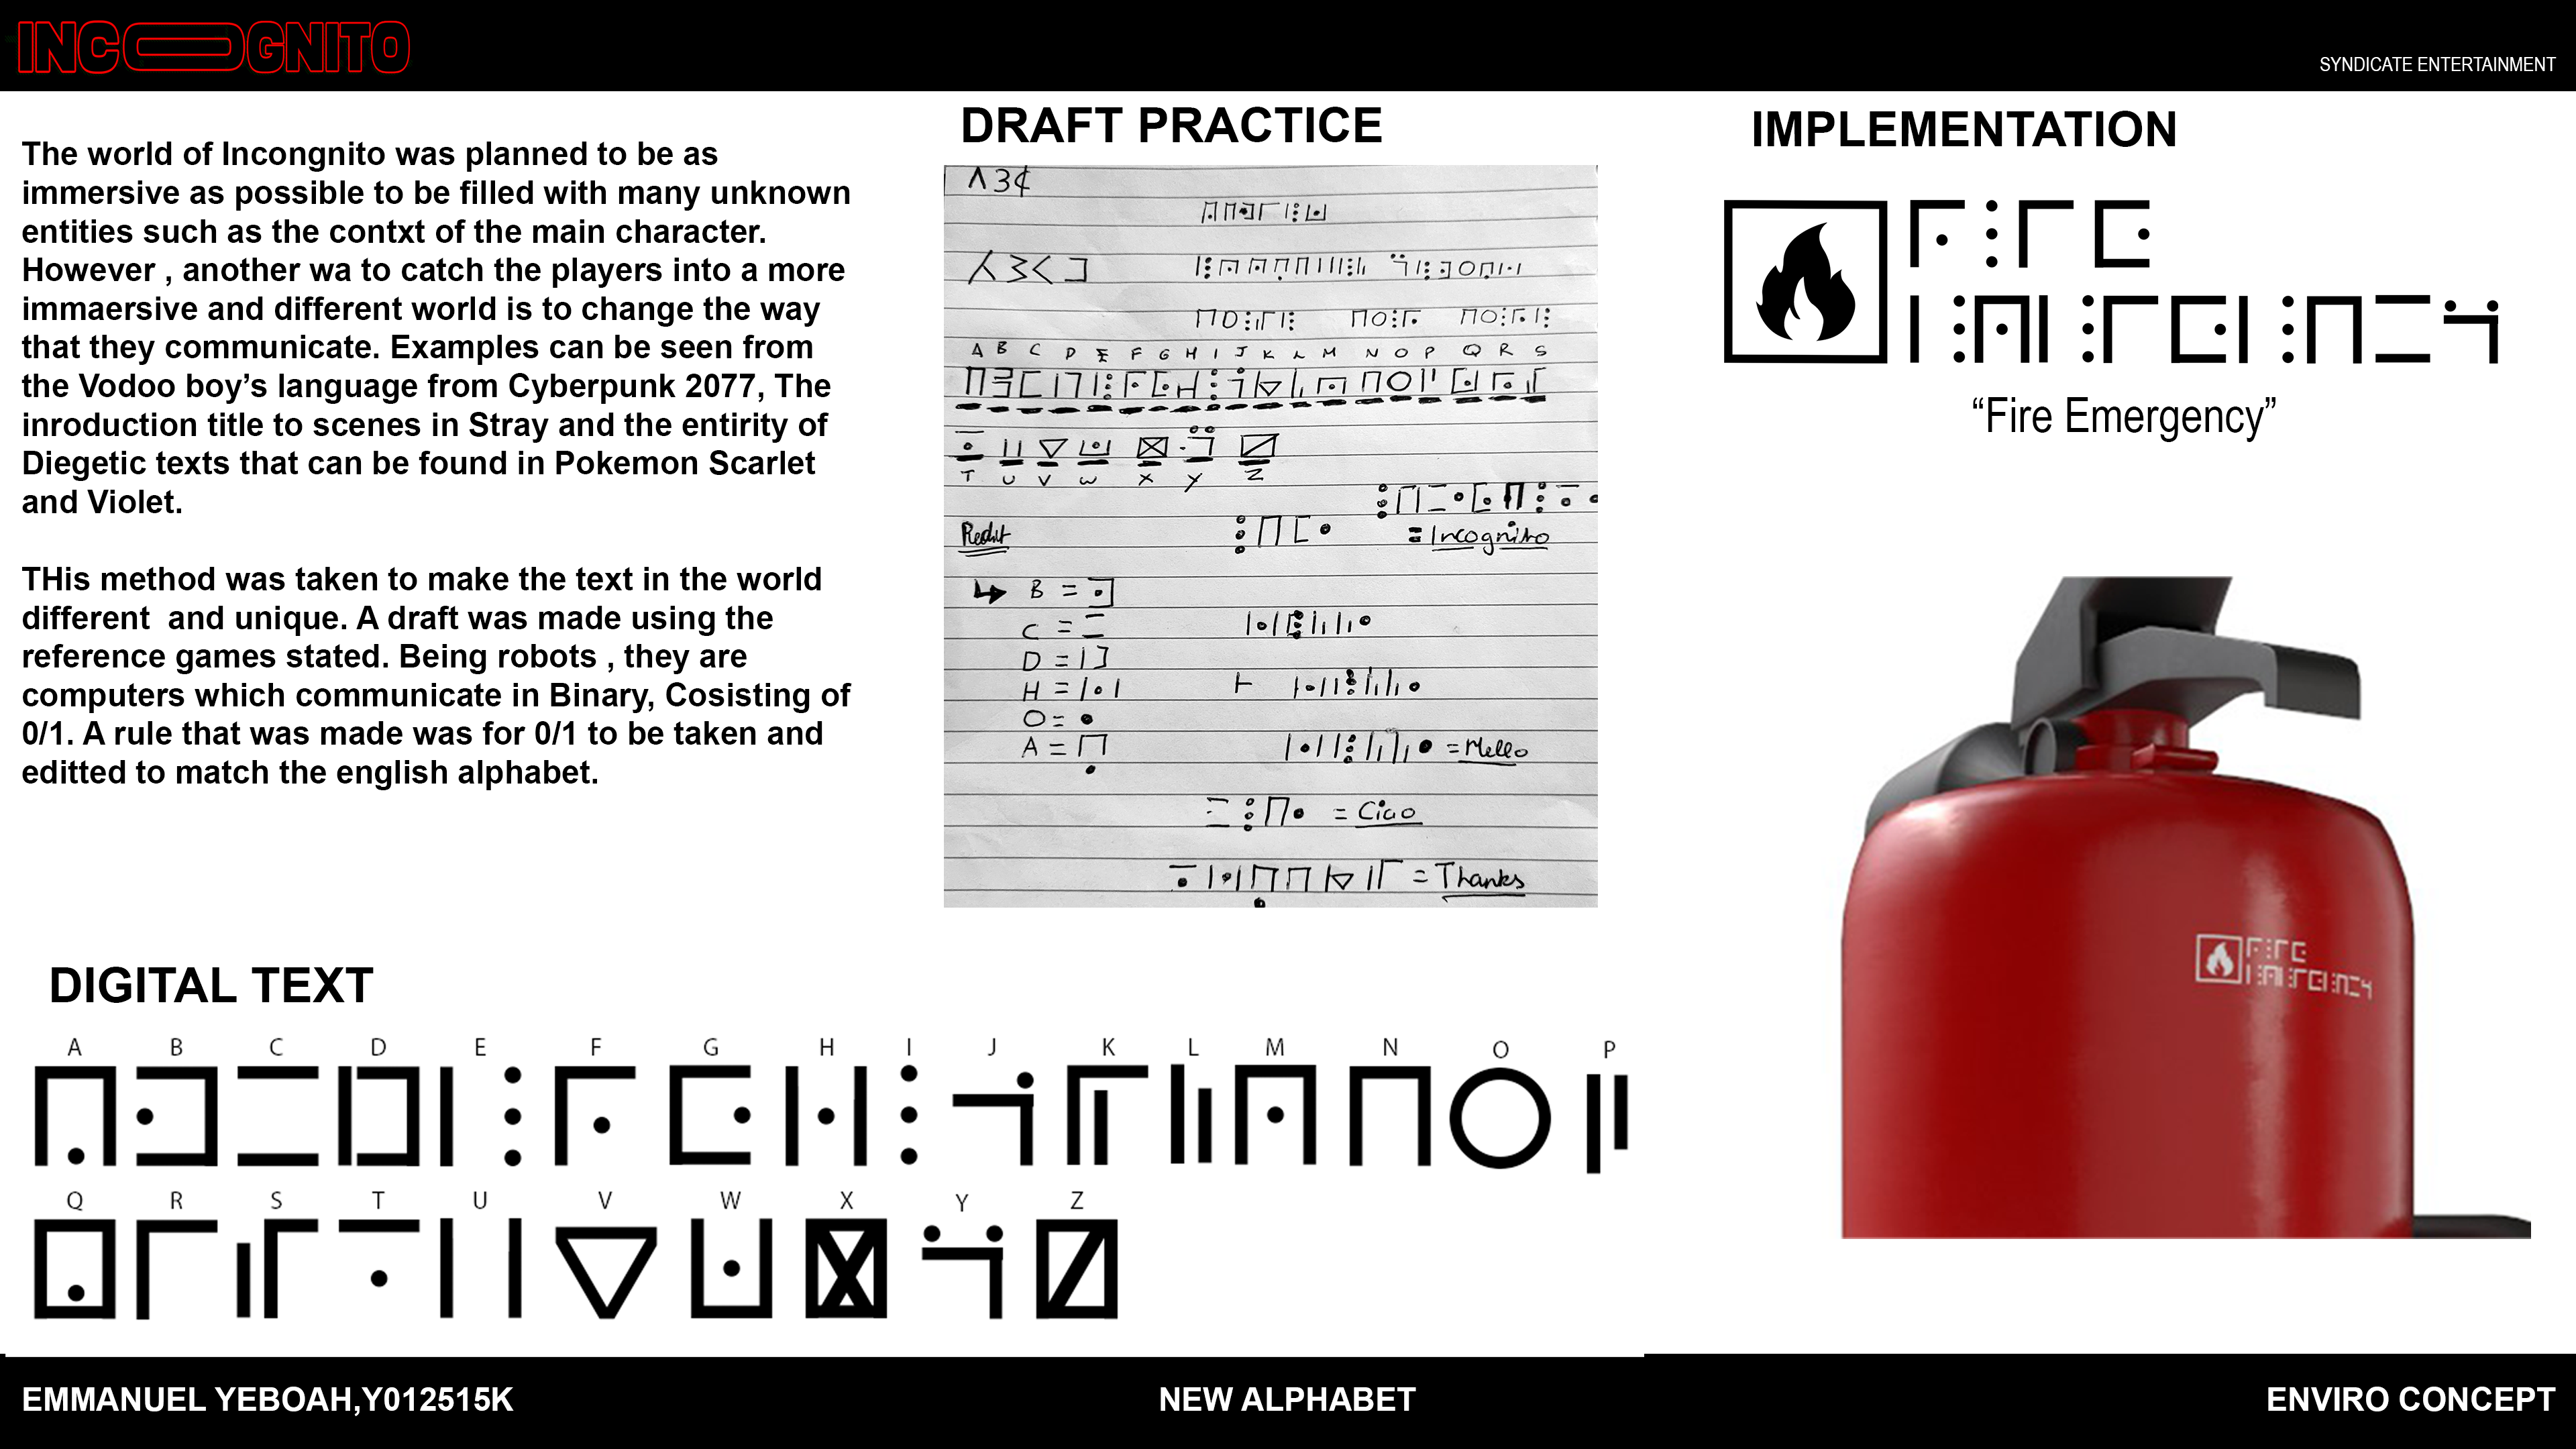 INCOGNITO
SYNDICATE ENTERTAINMENT
The world of Incongnito was planned to be as
immersive as possible to be filled with many unknown
entities such as the contxt of the main character.
However , another wa to catch the players into a more
immaersive and different world is to change the way
that they communicate. Examples can be seen from
the Vodoo boy’s language from Cyberpunk 2077, The
inroduction title to scenes in Stray and the entirity of
Diegetic texts that can be found in Pokemon Scarlet
and Violet.
THis method was taken to make the text in the world
different and unique. A draft was made using the
reference games stated. Being robots , they are
computers which communicate in Binary, Cosisting of
0/1. A rule that was made was for 0/1 to be taken and
editted to match the english alphabet.
DRAFT PRACTICE
A B C D E F G H I J K L M N O P Q R S
T U V W X Y Z
= Incognito
B =
C =
D =
H =
O =
A =
= Hello
= Ciao
= Thanks
IMPLEMENTATION
“Fire Emergency”
DIGITAL TEXT
A B C D E F G H I J K L M N O P
Q R S T U V W X Y Z
EMMANUEL YEBOAH,Y012515K
NEW ALPHABET
ENVIRO CONCEPT